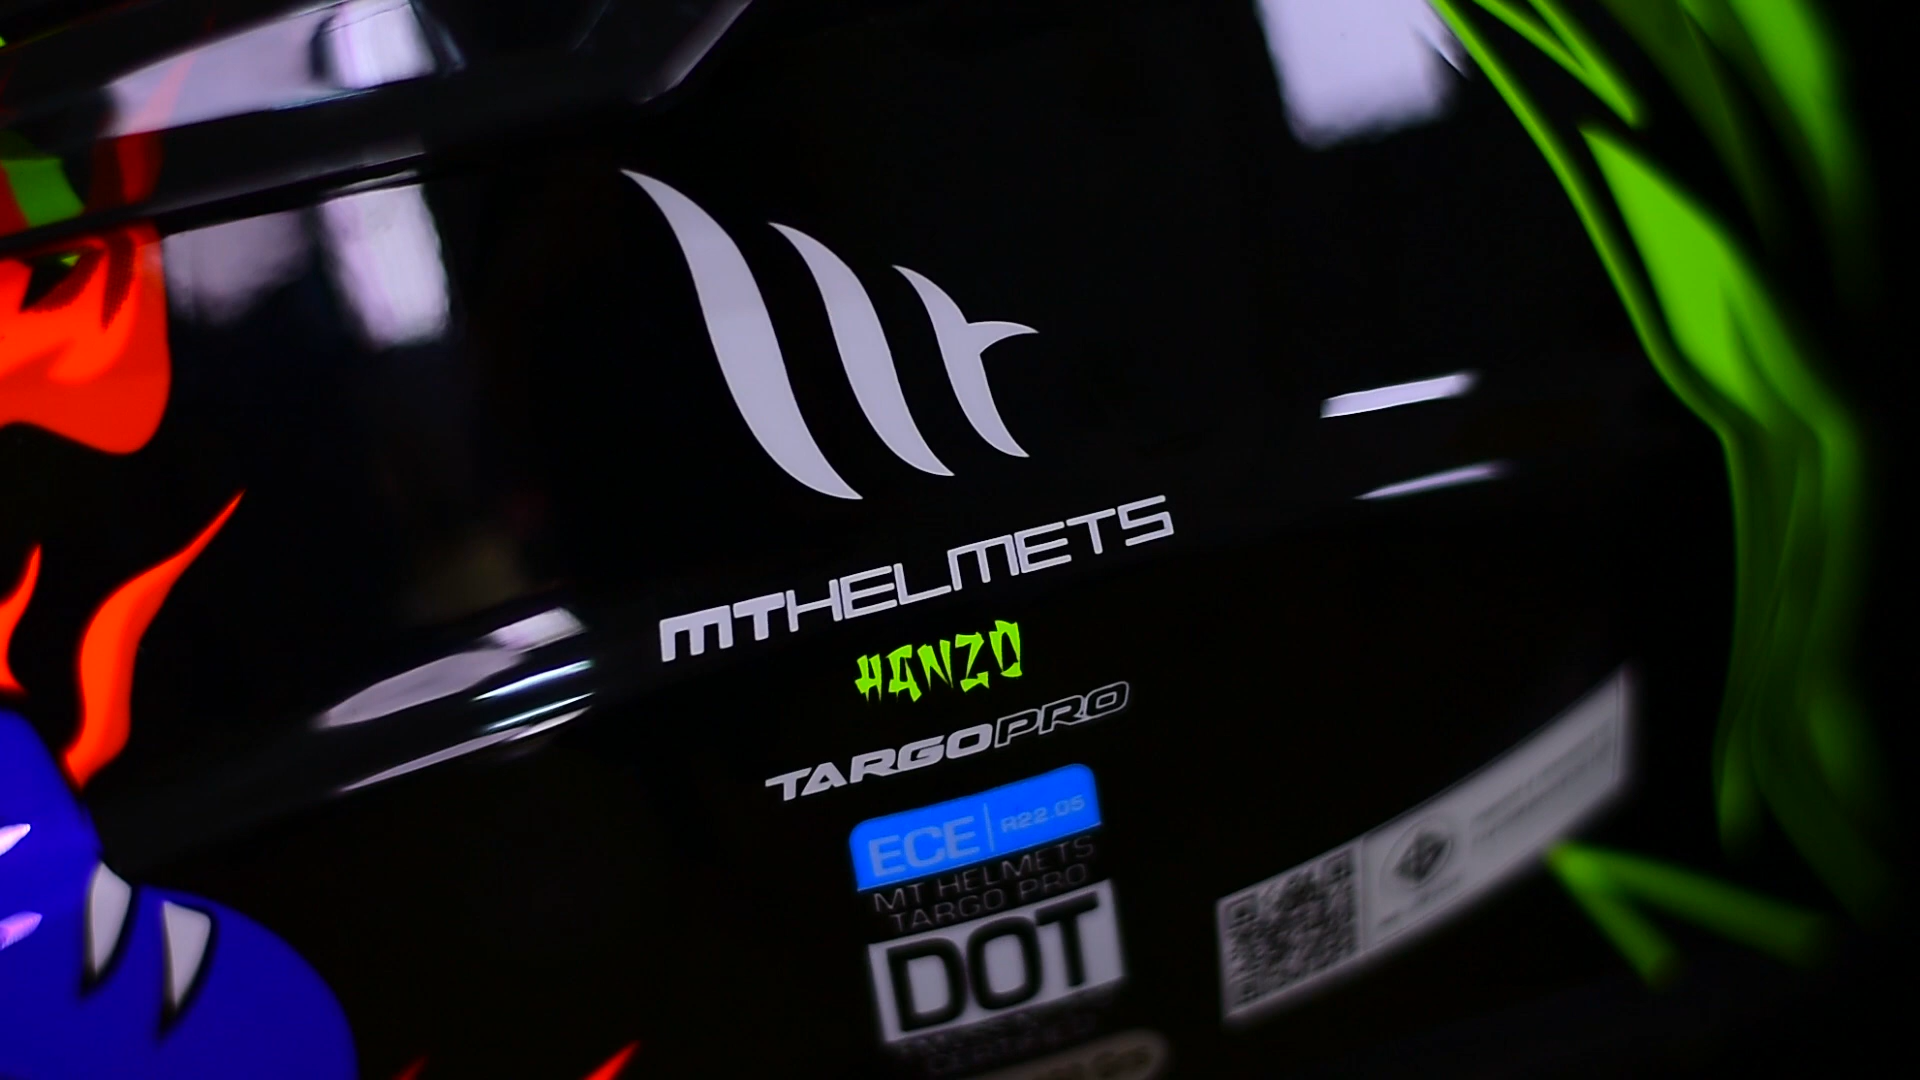 MTHELMETS
HANZO
TARGOPRO
ECE R22.05
MT HELMETS
TARGO PRO
DOT